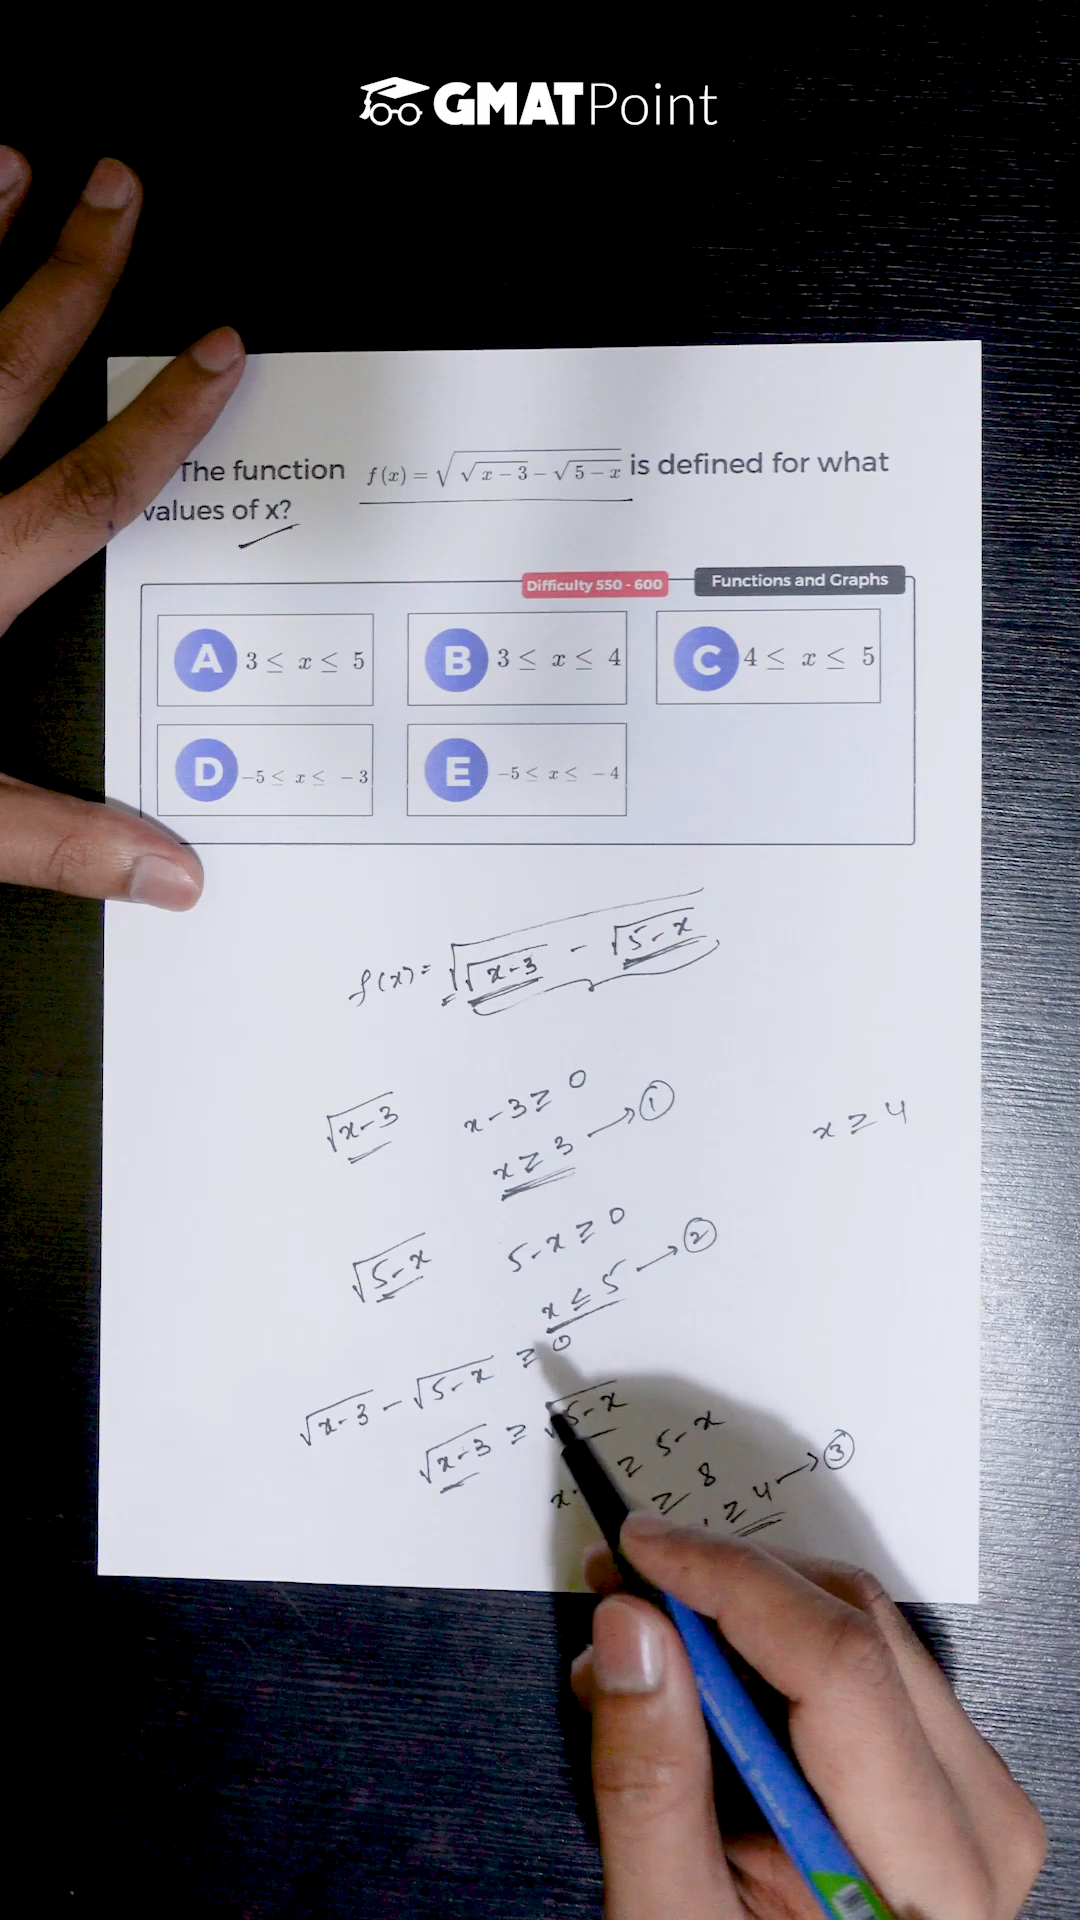 GMATPoint
The function f(x) = √(√(x − 3) − √(5 − x)) is defined for what
values of x?
Difficulty 550 - 600
Functions and Graphs
A 3 ≤ x ≤ 5
B 3 ≤ x ≤ 4
C 4 ≤ x ≤ 5
D −5 ≤ x ≤ −3
E −5 ≤ x ≤ −4
f(x) = √(√(x-3) - √(5-x))
√(x-3) x-3 ≥ 0
x ≥ 3 → ①
x ≥ 4
√(5-x) 5-x ≥ 0
x ≤ 5 → ②
√(x-3) - √(5-x) ≥ 0
√(x-3) ≥ √(5-x)
x ≥ 5-x
≥ 8
≥ 4 → ③